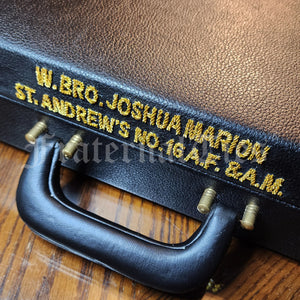 W. BRO. JOSHUA MARION
ST. ANDREW'S NO. 16 A.F. & A.M.